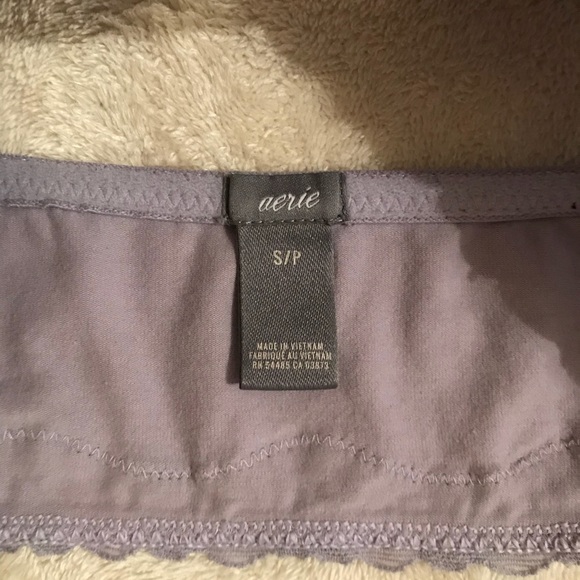 aerie
S/P
MADE IN VIETNAM
FABRIQUÉ AU VIETNAM
RN 54485 CA 03873